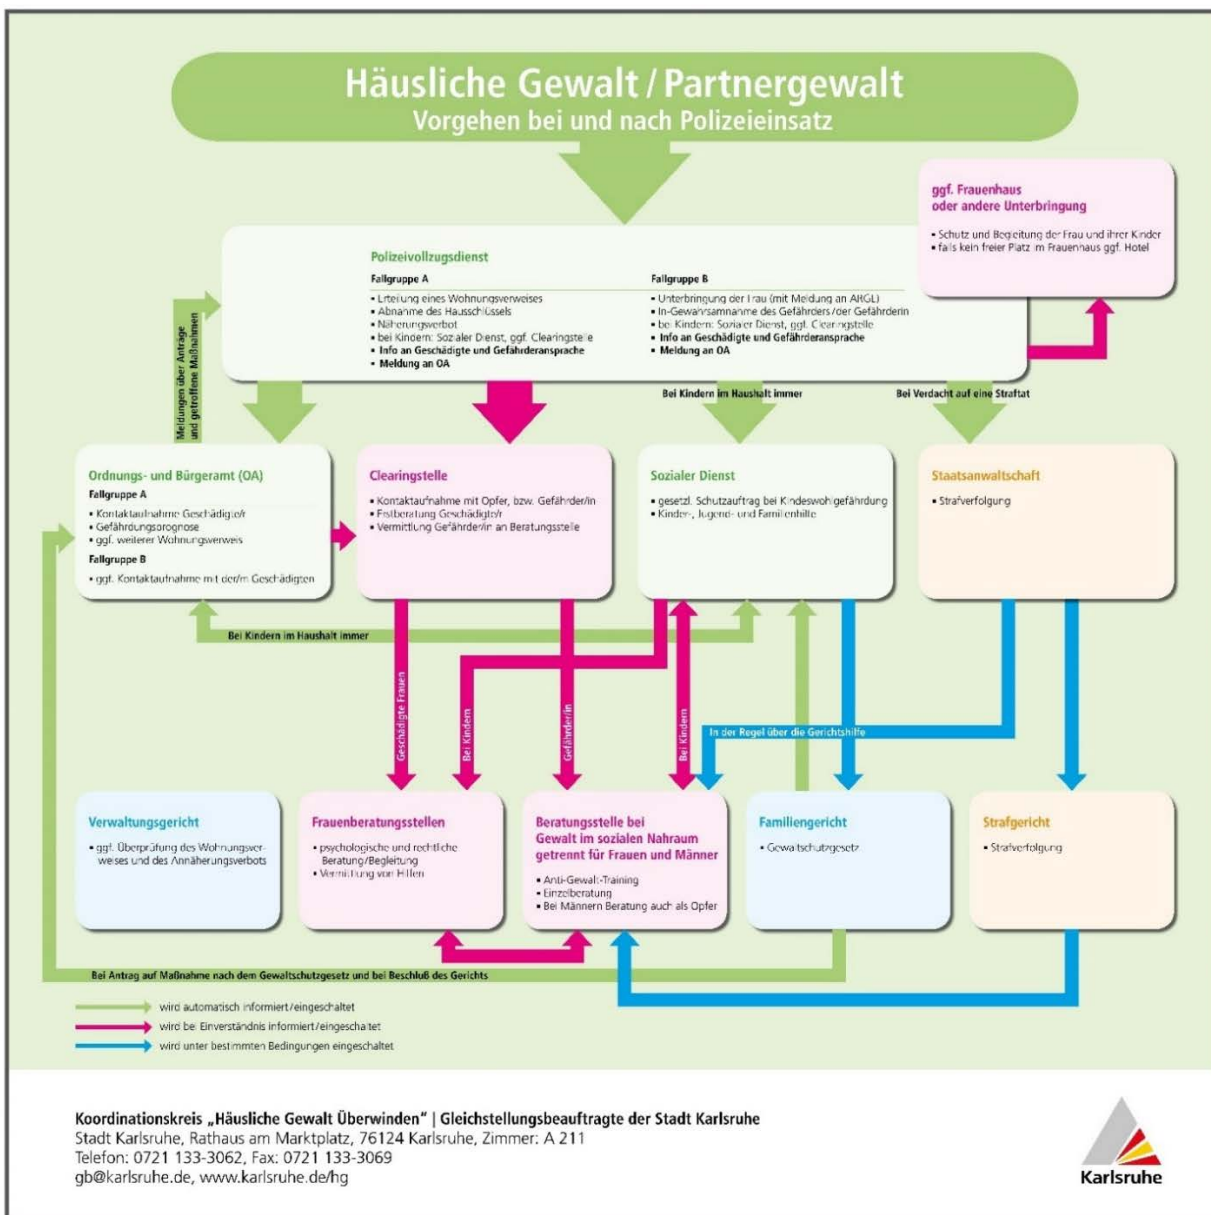 Häusliche Gewalt / Partnergewalt
Vorgehen bei und nach Polizeieinsatz
ggf. Frauenhaus
oder andere Unterbringung
▪ Schutz und Begleitung der Frau und ihrer Kinder
▪ falls kein freier Platz im Frauenhaus ggf. Hotel
Polizeivollzugsdienst
Fallgruppe A
▪ Erteilung eines Wohnungsverweises
▪ Abnahme des Hausschlüssels
▪ Näherungsverbot
▪ bei Kindern: Sozialer Dienst, ggf. Clearingstelle
▪ Info an Geschädigte und Gefährderansprache
▪ Meldung an OA
Fallgruppe B
▪ Unterbringung der Frau (mit Meldung an ARGE)
▪ In-Gewahrsamnahme des Gefährders /der Gefährderin
▪ bei Kindern: Sozialer Dienst, ggf. Clearingstelle
▪ Info an Geschädigte und Gefährderansprache
▪ Meldung an OA
Meldungen über Anträge
und getroffene Maßnahmen
Bei Kindern im Haushalt immer
Bei Verdacht auf eine Straftat
Ordnungs- und Bürgeramt (OA)
Fallgruppe A
▪ Kontaktaufnahme Geschädigte/r
▪ Gefährdungsprognose
▪ ggf. weiterer Wohnungsverweis
Fallgruppe B
▪ ggf. Kontaktaufnahme mit der/m Geschädigten
Clearingstelle
▪ Kontaktaufnahme mit Opfer, bzw. Gefährder/in
▪ Erstberatung Geschädigte/r
▪ Vermittlung Gefährder/in an Beratungsstelle
Sozialer Dienst
▪ gesetzl. Schutzauftrag bei Kindeswohlgefährdung
▪ Kinder-, Jugend- und Familienhilfe
Staatsanwaltschaft
▪ Strafverfolgung
Bei Kindern im Haushalt immer
Geschädigte Frauen
Bei Kindern
Gefährder/in
Bei Kindern
In der Regel über die Gerichtshilfe
Verwaltungsgericht
▪ ggf. Überprüfung des Wohnungsver-
weises und des Annäherungsverbots
Frauenberatungsstellen
▪ psychologische und rechtliche
Beratung/Begleitung
▪ Vermittlung von Hilfen
Beratungsstelle bei
Gewalt im sozialen Nahraum
getrennt für Frauen und Männer
▪ Anti-Gewalt-Training
▪ Einzelberatung
▪ Bei Männern Beratung auch als Opfer
Familiengericht
▪ Gewaltschutzgesetz
Strafgericht
▪ Strafverfolgung
Bei Antrag auf Maßnahme nach dem Gewaltschutzgesetz und bei Beschluß des Gerichts
wird automatisch informiert/eingeschaltet
wird bei Einverständnis informiert/eingeschaltet
wird unter bestimmten Bedingungen eingeschaltet
Koordinationskreis „Häusliche Gewalt Überwinden“ | Gleichstellungsbeauftragte der Stadt Karlsruhe
Stadt Karlsruhe, Rathaus am Marktplatz, 76124 Karlsruhe, Zimmer: A 211
Telefon: 0721 133-3062, Fax: 0721 133-3069
gb@karlsruhe.de, www.karlsruhe.de/hg
Karlsruhe